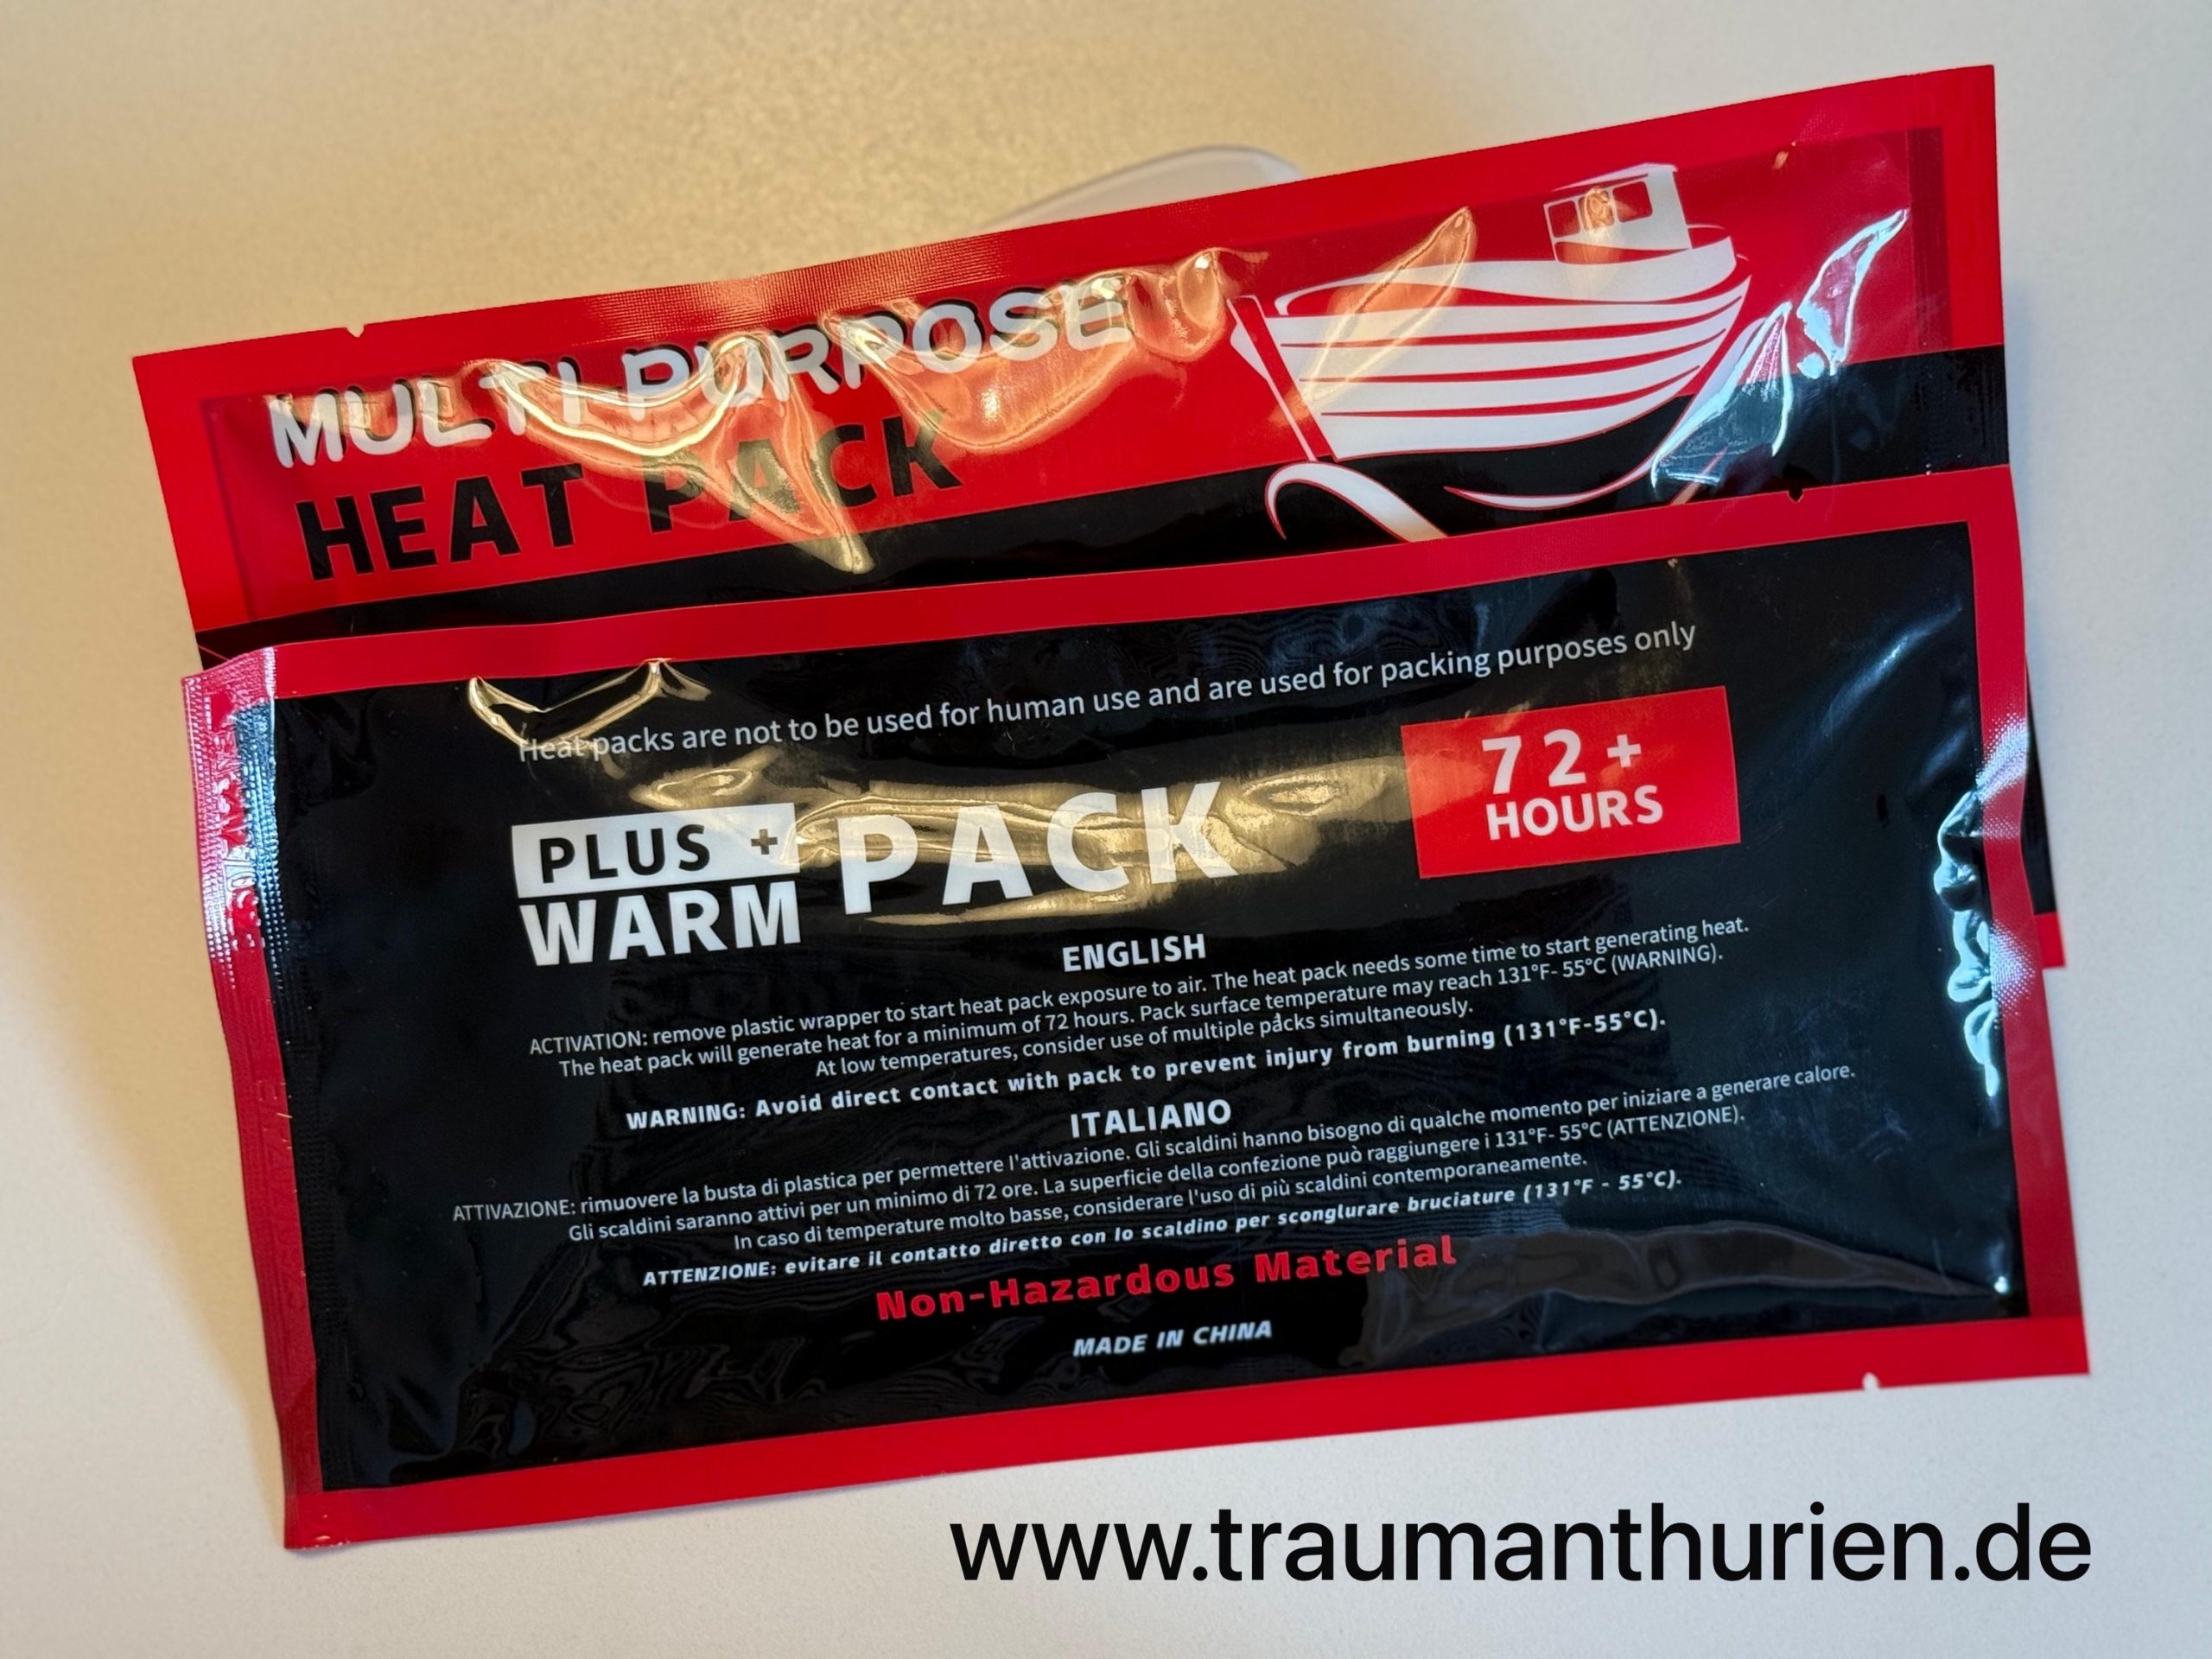 MULTI PURPOSE
HEAT PACK
Heat packs are not to be used for human use and are used for packing purposes only
PLUS +
WARM
PACK
72+
HOURS
ENGLISH
ACTIVATION: remove plastic wrapper to start heat pack exposure to air. The heat pack needs some time to start generating heat.
The heat pack will generate heat for a minimum of 72 hours. Pack surface temperature may reach 131°F- 55°C (WARNING).
At low temperatures, consider use of multiple packs simultaneously.
WARNING: Avoid direct contact with pack to prevent injury from burning (131°F-55°C).
ITALIANO
ATTIVAZIONE: rimuovere la busta di plastica per permettere l'attivazione. Gli scaldini hanno bisogno di qualche momento per iniziare a generare calore.
Gli scaldini saranno attivi per un minimo di 72 ore. La superficie della confezione può raggiungere i 131°F- 55°C (ATTENZIONE).
In caso di temperature molto basse, considerare l'uso di più scaldini contemporaneamente.
ATTENZIONE: evitare il contatto diretto con lo scaldino per sconglurare bruciature (131°F - 55°C).
Non-Hazardous Material
MADE IN CHINA
www.traumanthurien.de